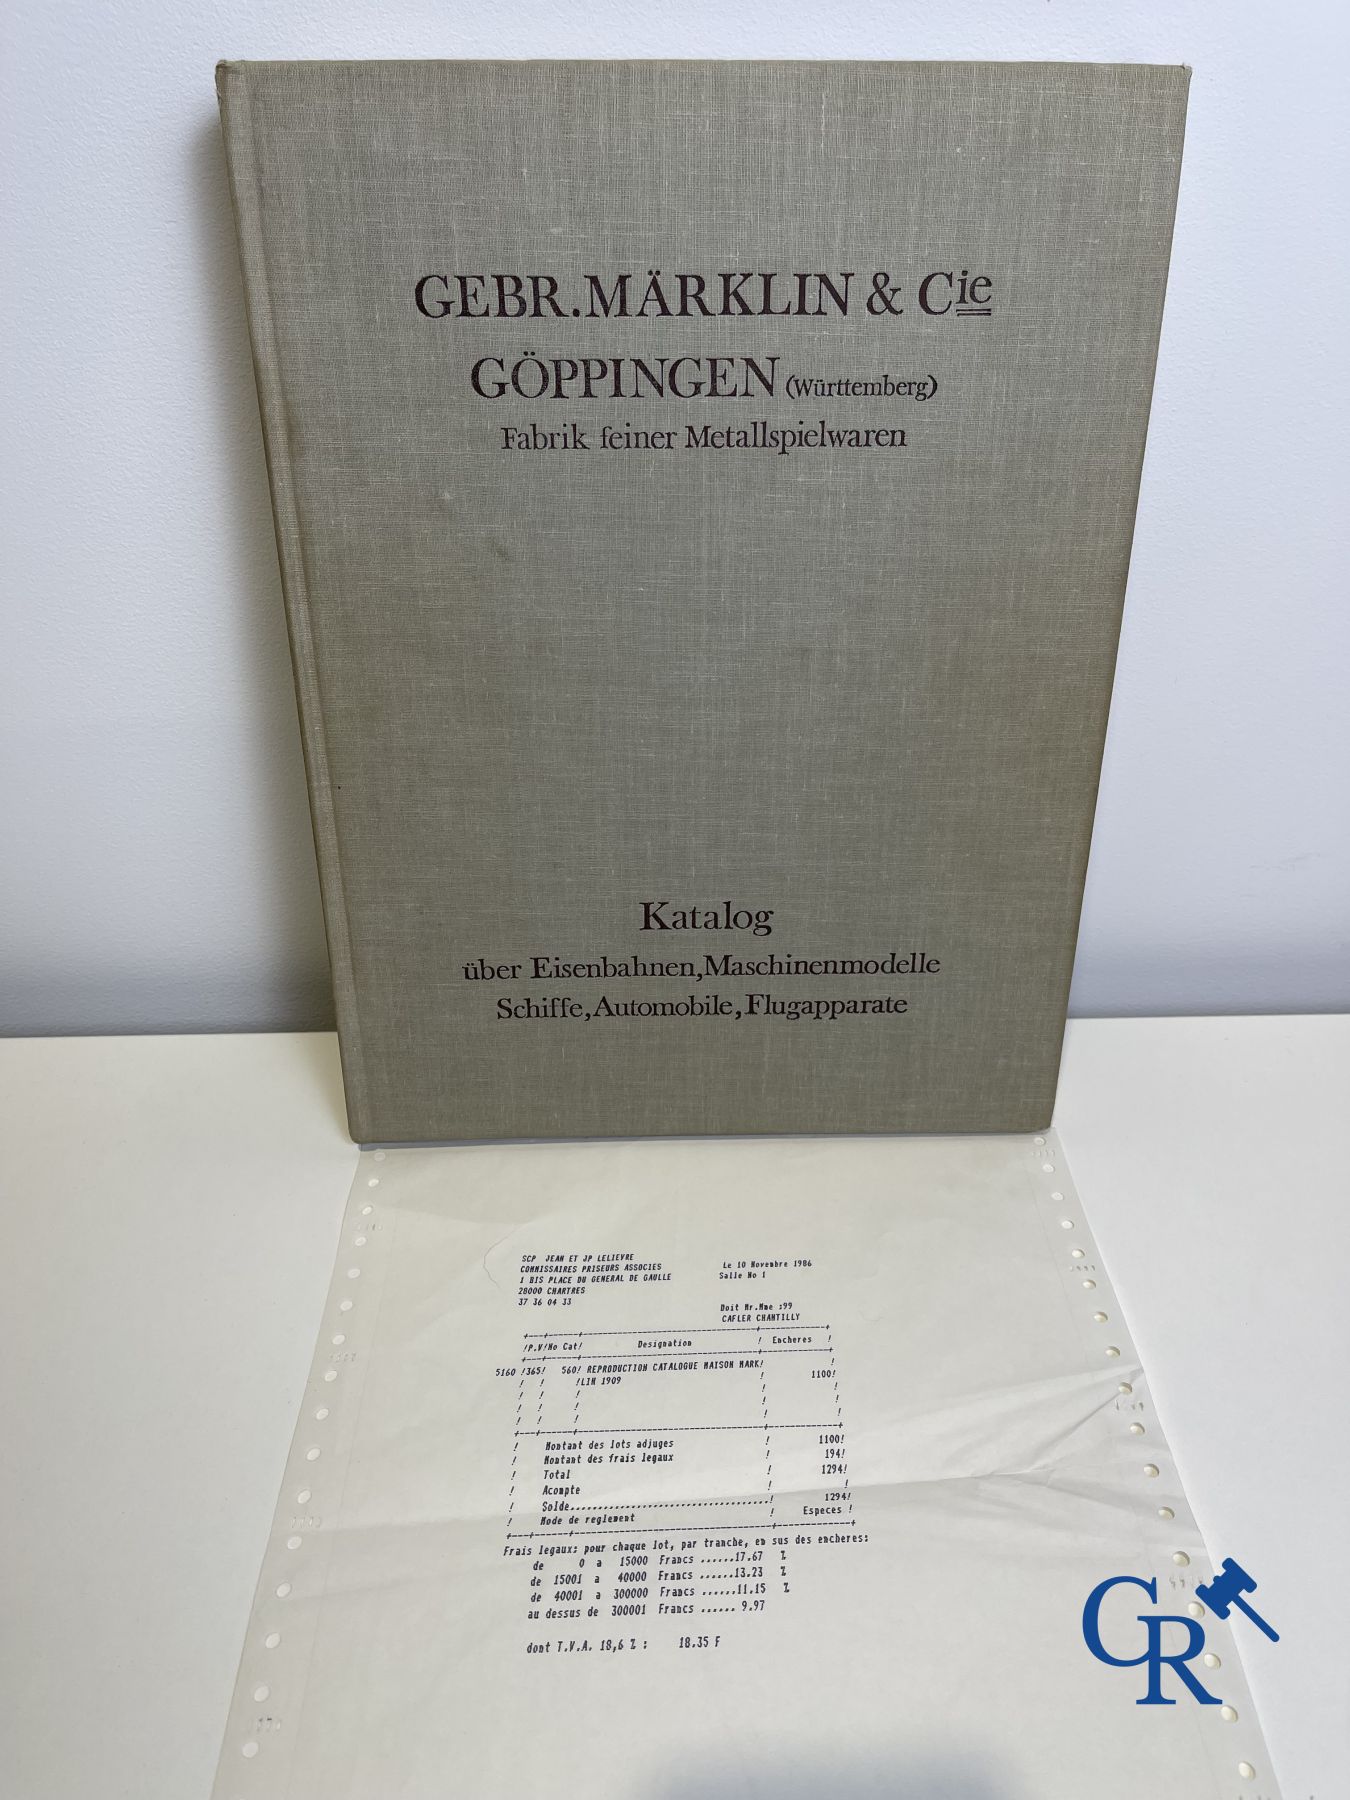 GEBR. MÄRKLIN & Cie
GÖPPINGEN (Württemberg)
Fabrik feiner Metallspielwaren
Katalog
über Eisenbahnen, Maschinenmodelle
Schiffe, Automobile, Flugapparate
SCP JEAN ET JP LELIEVRE
COMMISSAIRES PRISEURS ASSOCIES
1 BIS PLACE DU GENERAL DE GAULLE
28000 CHARTRES
37 36 04 33
Le 10 Novembre 1986
Salle No 1
Doit Mr.Mme :99
CAFLER CHANTILLY
!P.V!No Cat! Designation ! Encheres !
5160 !365! 560! REPRODUCTION CATALOGUE MAISON MARK! !
!LIN 1909 ! 1100!
! Montant des lots adjuges ! 1100!
! Montant des frais legaux ! 194!
! Total ! 1294!
! Acompte ! !
! Solde...................................! 1294!
! Mode de reglement ! Especes !
Frais legaux: pour chaque lot, par tranche, en sus des encheres:
de 0 a 15000 Francs ......17.67 %
de 15001 a 40000 Francs ......13.23 %
de 40001 a 300000 Francs ......11.15 %
au dessus de 300001 Francs ...... 9.97
dont T.V.A. 18,6 % : 18.35 F
CR